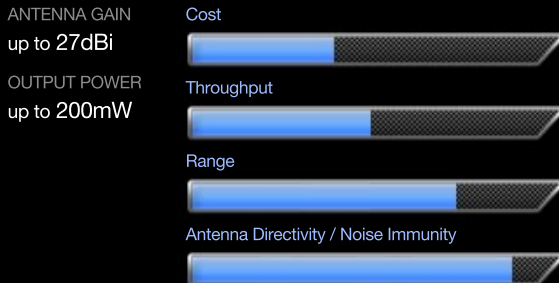 ANTENNA GAIN
up to 27dBi
OUTPUT POWER
up to 200mW
Cost
Throughput
Range
Antenna Directivity / Noise Immunity